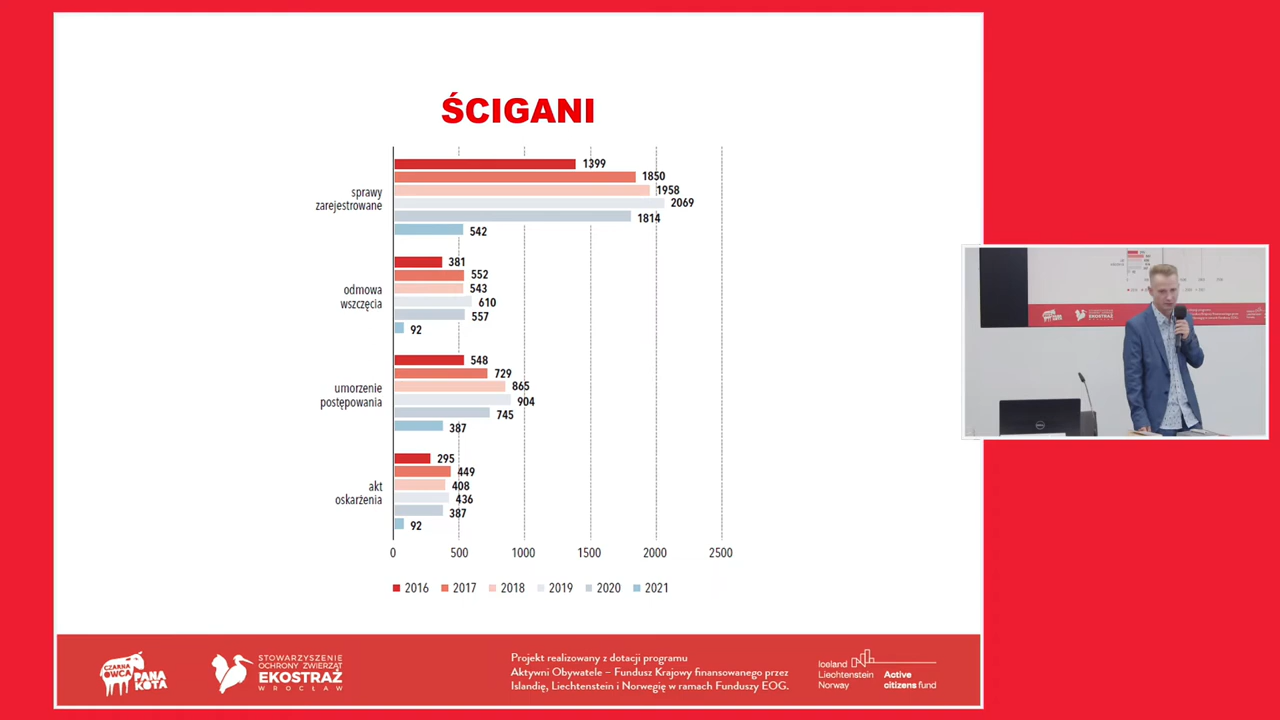 ŚCIGANI
sprawy
zarejestrowane
1399
1850
1958
2069
1814
542
odmowa
wszczęcia
381
552
543
610
557
92
umorzenie
postępowania
548
729
865
904
745
387
akt
oskarżenia
295
449
408
436
387
92
0 500 1000 1500 2000 2500
2016 2017 2018 2019 2020 2021
CZARNA
OWCA
PANA
KOTA
STOWARZYSZENIE
OCHRONY ZWIERZĄT
EKOSTRAŻ
WROCŁAW
Projekt realizowany z dotacji programu
Aktywni Obywatele – Fundusz Krajowy finansowanego przez
Islandię, Liechtenstein i Norwegię w ramach Funduszy EOG.
Iceland
Liechtenstein
Norway
Active
citizens fund
EKOSTRAŻ